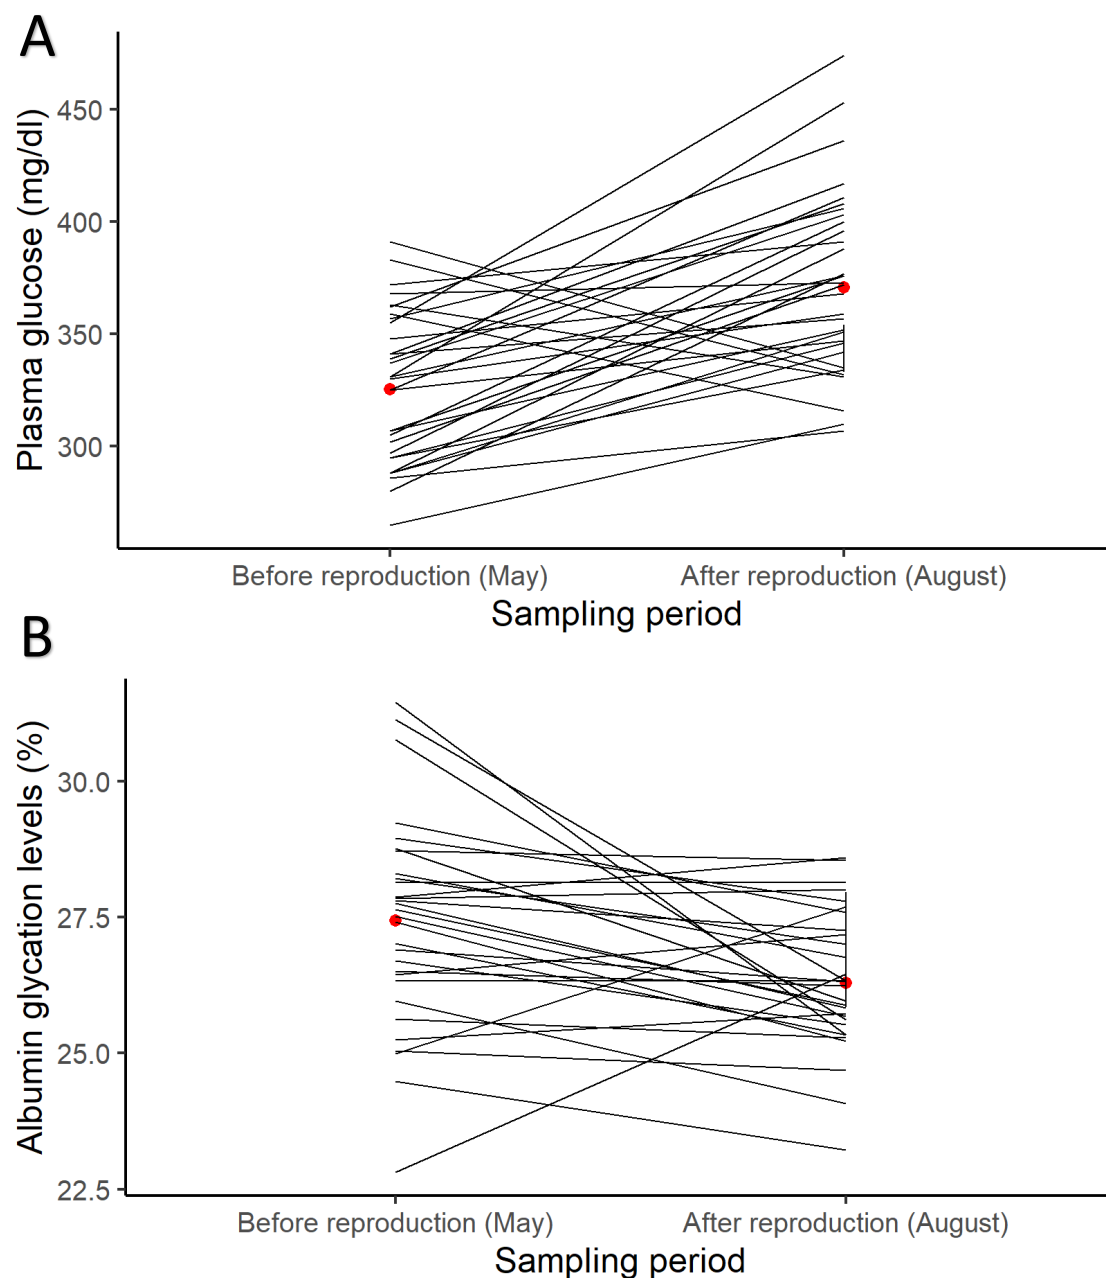 A
Plasma glucose (mg/dl)
450
400
350
300
Before reproduction (May)
After reproduction (August)
Sampling period
B
Albumin glycation levels (%)
30.0
27.5
25.0
22.5
Before reproduction (May)
After reproduction (August)
Sampling period